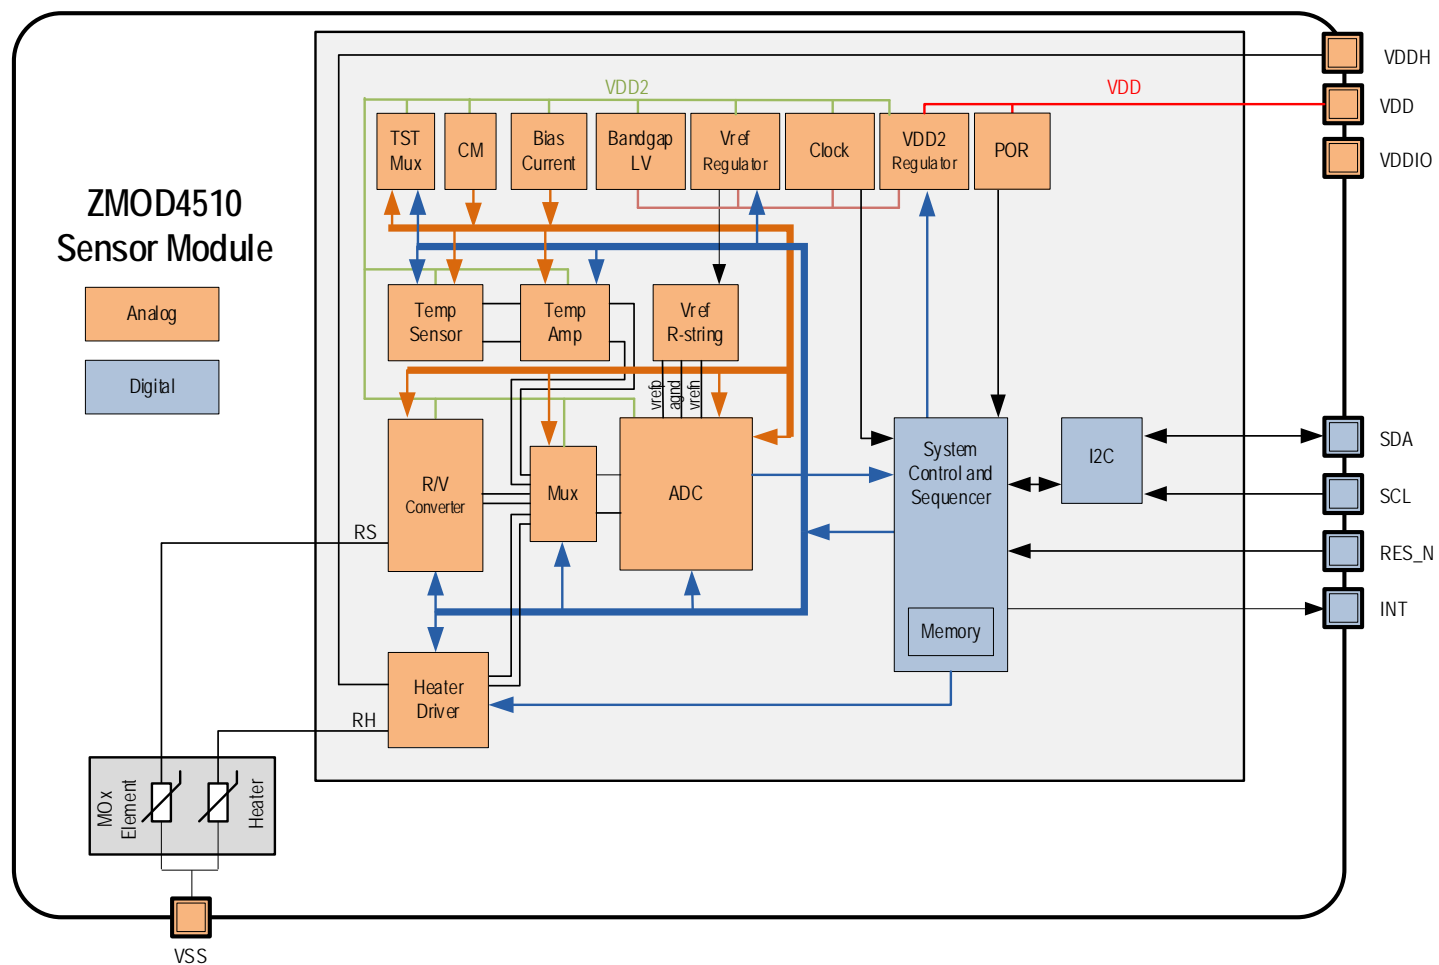 VDDH
VDD2
VDD
VDD
TST
Mux
CM
Bias
Current
Bandgap
LV
Vref
Regulator
Clock
VDD2
Regulator
POR
VDDIO
ZMOD4510
Sensor Module
Analog
Digital
Temp
Sensor
Temp
Amp
Vref
R-string
vrefp
agnd
vrefn
R/V
Converter
Mux
ADC
System
Control and
Sequencer
Memory
I2C
SDA
SCL
RES_N
INT
RS
Heater
Driver
RH
MOx
Element
Heater
VSS